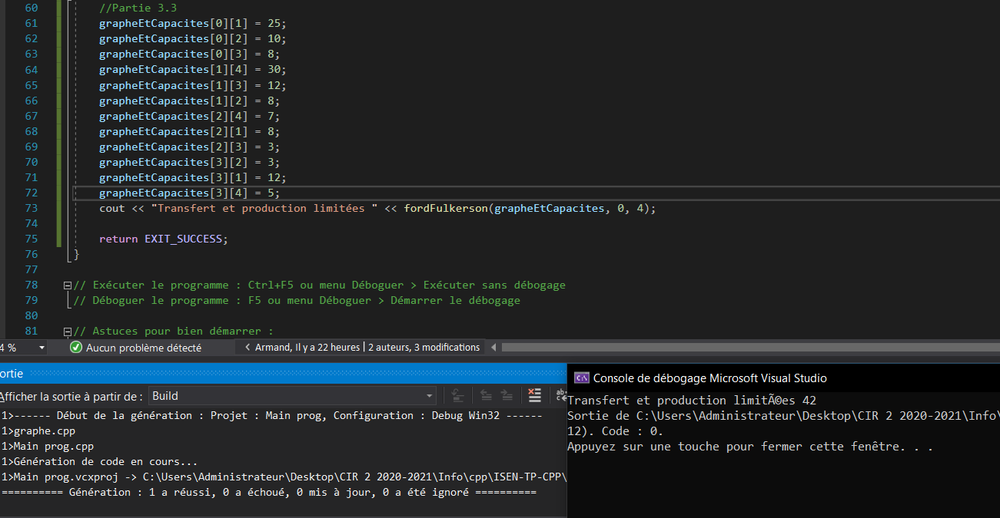 60 //Partie 3.3
61 grapheEtCapacites[0][1] = 25;
62 grapheEtCapacites[0][2] = 10;
63 grapheEtCapacites[0][3] = 8;
64 grapheEtCapacites[1][4] = 30;
65 grapheEtCapacites[1][3] = 12;
66 grapheEtCapacites[1][2] = 8;
67 grapheEtCapacites[2][4] = 7;
68 grapheEtCapacites[2][1] = 8;
69 grapheEtCapacites[2][3] = 3;
70 grapheEtCapacites[3][2] = 3;
71 grapheEtCapacites[3][1] = 12;
72 grapheEtCapacites[3][4] = 5;
73 cout << "Transfert et production limitées " << fordFulkerson(grapheEtCapacites, 0, 4);
74
75 return EXIT_SUCCESS;
76 }
77
78 // Exécuter le programme : Ctrl+F5 ou menu Déboguer > Exécuter sans débogage
79 // Déboguer le programme : F5 ou menu Déboguer > Démarrer le débogage
80
81 // Astuces pour bien démarrer :
4 % Aucun problème détecté Armand, Il y a 22 heures | 2 auteurs, 3 modifications
ortie
Afficher la sortie à partir de : Build
1>------ Début de la génération : Projet : Main prog, Configuration : Debug Win32 ------
1>graphe.cpp
1>Main prog.cpp
1>Génération de code en cours...
1>Main prog.vcxproj -> C:\Users\Administrateur\Desktop\CIR 2 2020-2021\Info\cpp\ISEN-TP-CPP\
========== Génération : 1 a réussi, 0 a échoué, 0 mis à jour, 0 a été ignoré ==========
Console de débogage Microsoft Visual Studio
Transfert et production limitÃ©es 42
Sortie de C:\Users\Administrateur\Desktop\CIR 2 2020-2021\Info\
12). Code : 0.
Appuyez sur une touche pour fermer cette fenêtre. . .